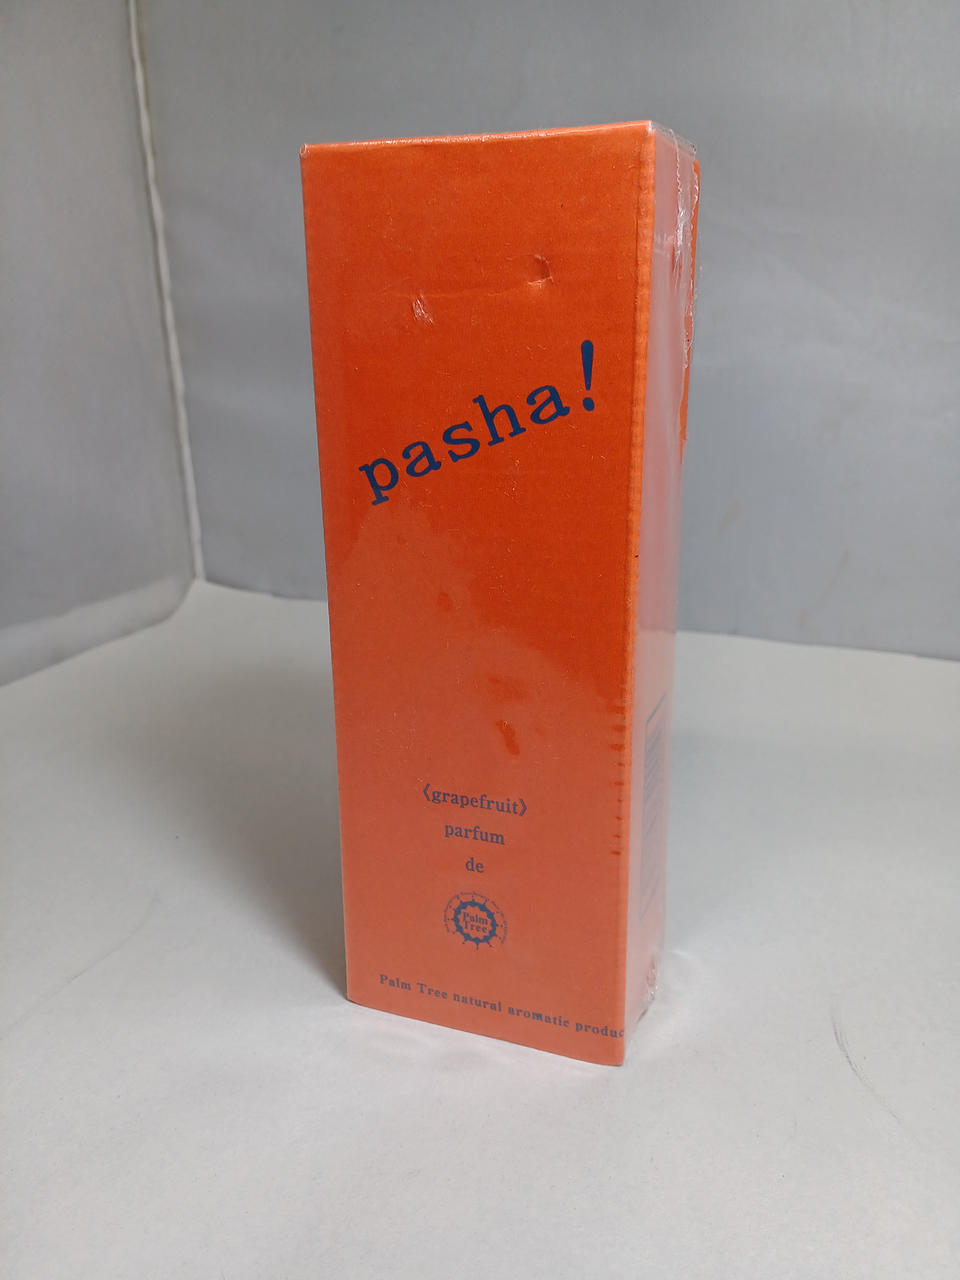 pasha!
《grapefruit》
parfum
de
Palm
Tree
Palm Tree natural aromatic produc